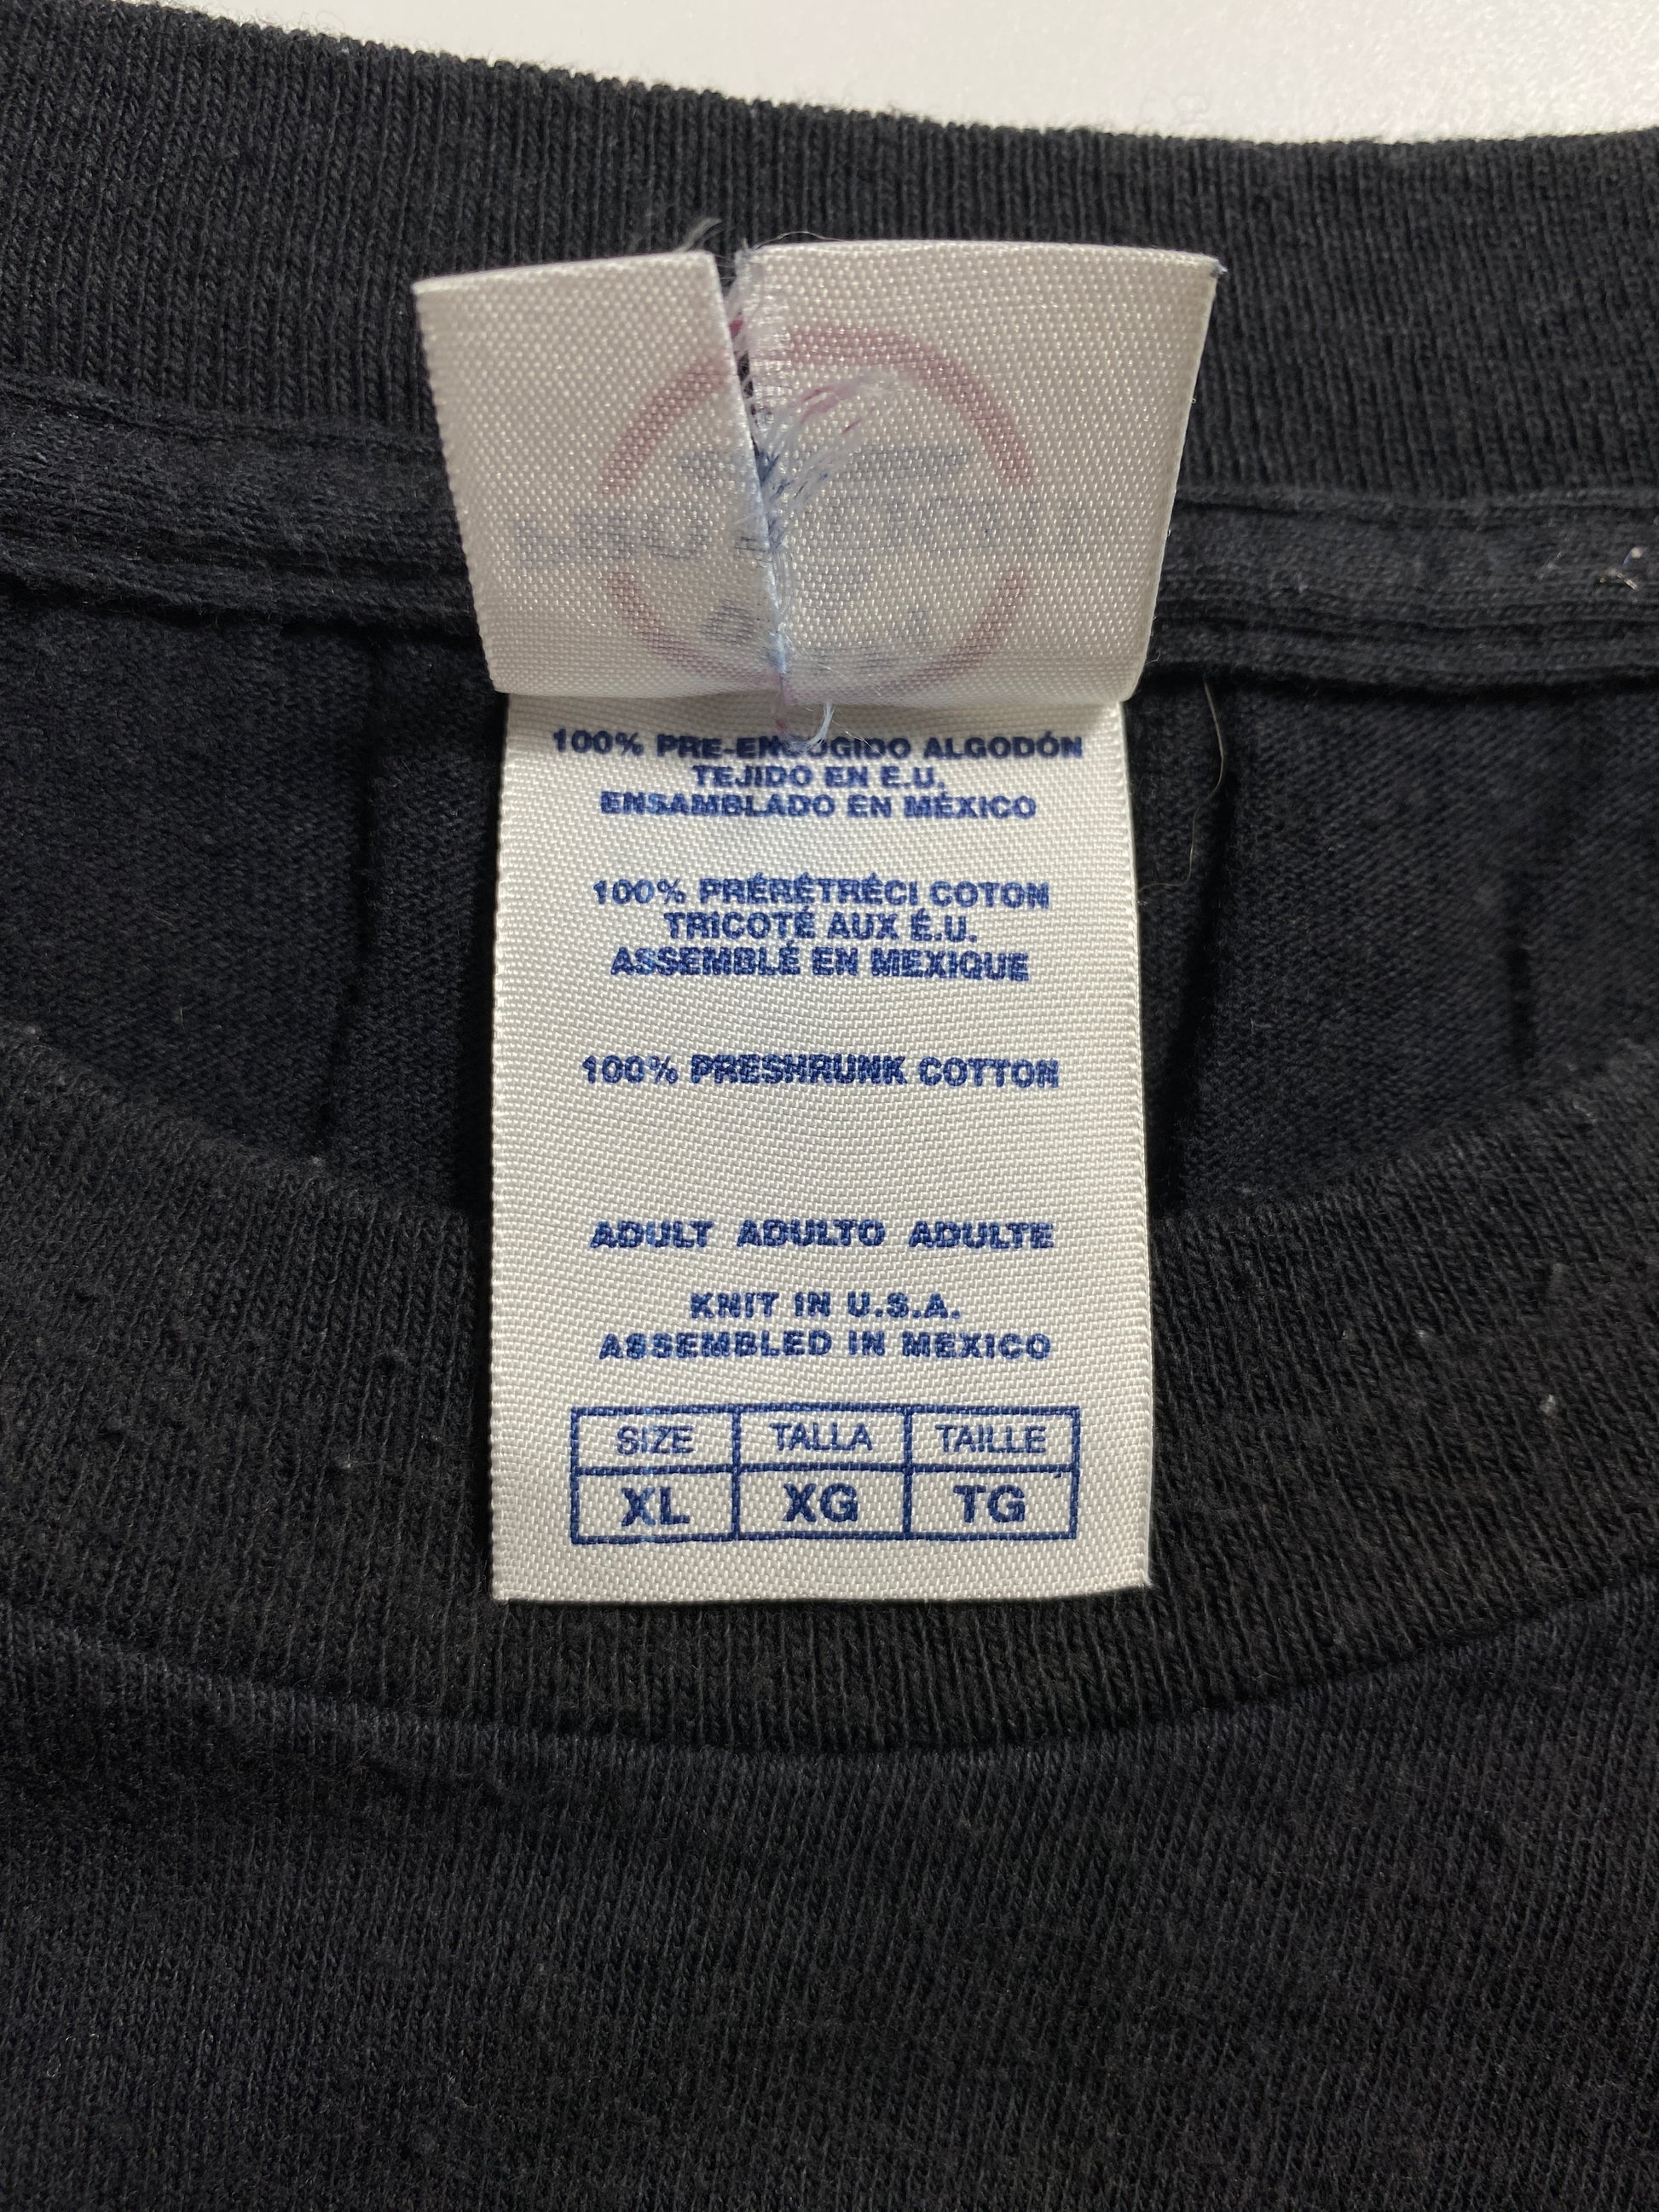 100% PRE-ENCOGIDO ALGODÓN
TEJIDO EN E.U.
ENSAMBLADO EN MÉXICO
100% PRÉRÉTRÉCI COTON
TRICOTÉ AUX É.U.
ASSEMBLÉ EN MEXIQUE
100% PRESHRUNK COTTON
ADULT ADULTO ADULTE
KNIT IN U.S.A.
ASSEMBLED IN MEXICO
SIZE TALLA TAILLE
XL XG TG